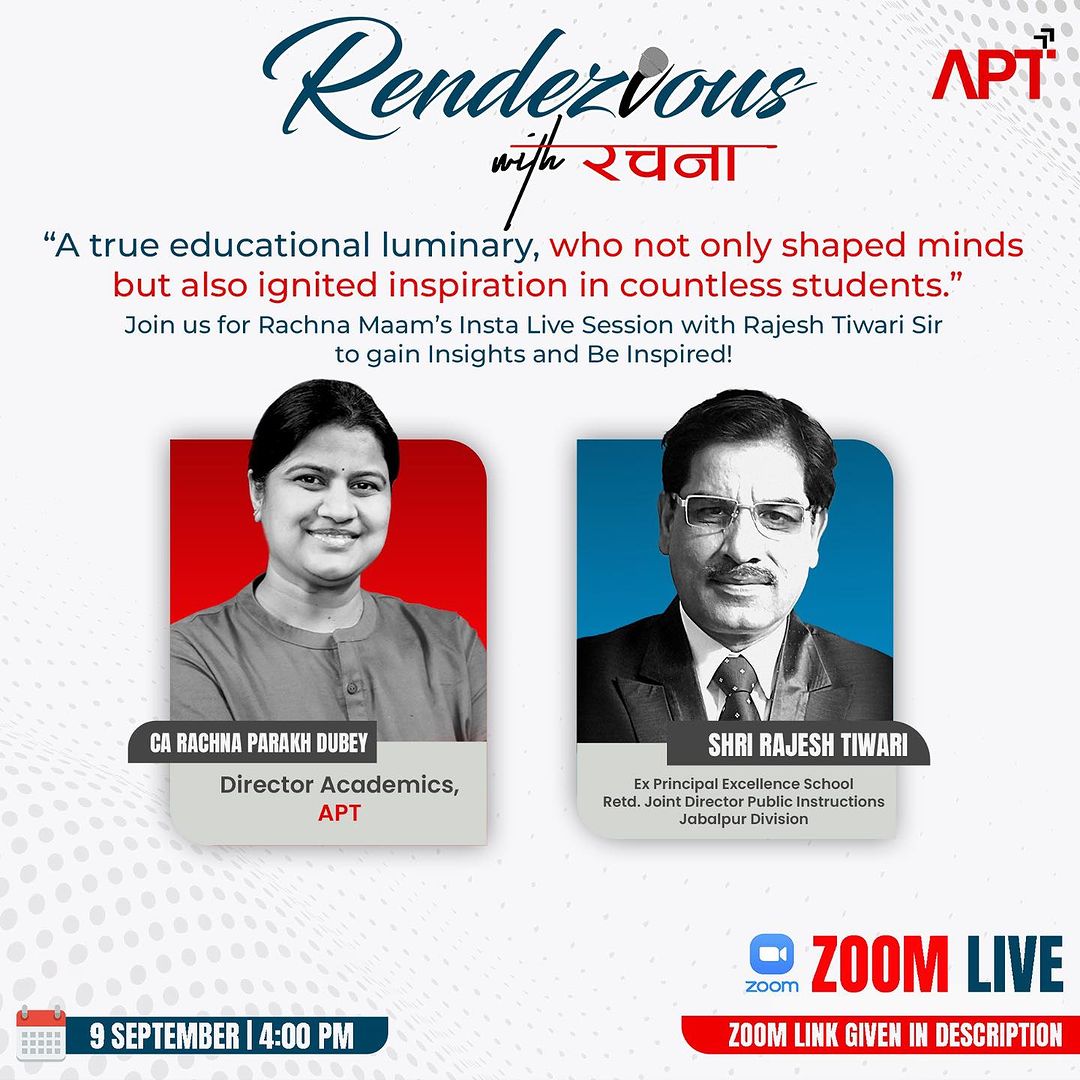 Rendezvous
with रचना
APT
“A true educational luminary, who not only shaped minds
but also ignited inspiration in countless students.”
Join us for Rachna Maam’s Insta Live Session with Rajesh Tiwari Sir
to gain Insights and Be Inspired!
CA RACHNA PARAKH DUBEY
Director Academics,
APT
SHRI RAJESH TIWARI
Ex Principal Excellence School
Retd. Joint Director Public Instructions
Jabalpur Division
zoom
ZOOM LIVE
9 SEPTEMBER | 4:00 PM
ZOOM LINK GIVEN IN DESCRIPTION